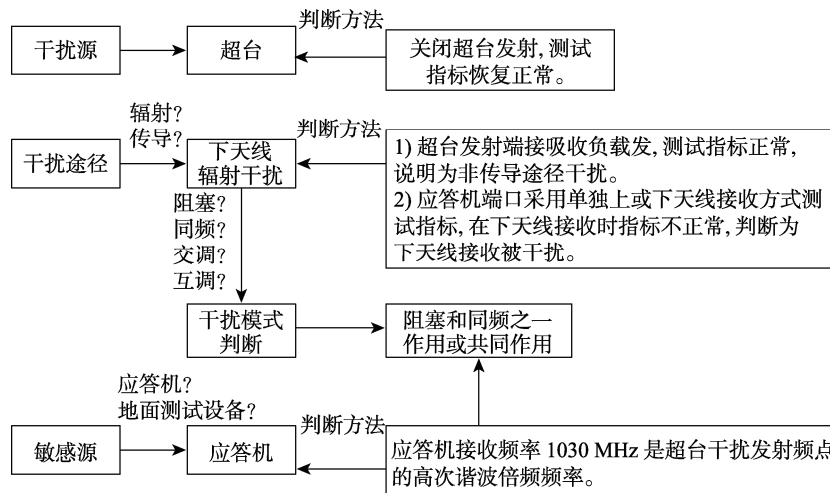 判断方法
干扰源
超台
关闭超台发射, 测试
指标恢复正常。
辐射?
传导?
判断方法
干扰途径
下天线
辐射干扰
1) 超台发射端接吸收负载发, 测试指标正常,
说明为非传导途径干扰。
2) 应答机端口采用单独上或下天线接收方式测
试指标, 在下天线接收时指标不正常, 判断为
下天线接收被干扰。
阻塞?
同频?
交调?
互调?
干扰模式
判断
阻塞和同频之一
作用或共同作用
应答机?
地面测试设备?
判断方法
敏感源
应答机
应答机接收频率 1030 MHz 是超台干扰发射频点
的高次谐波倍频频率。